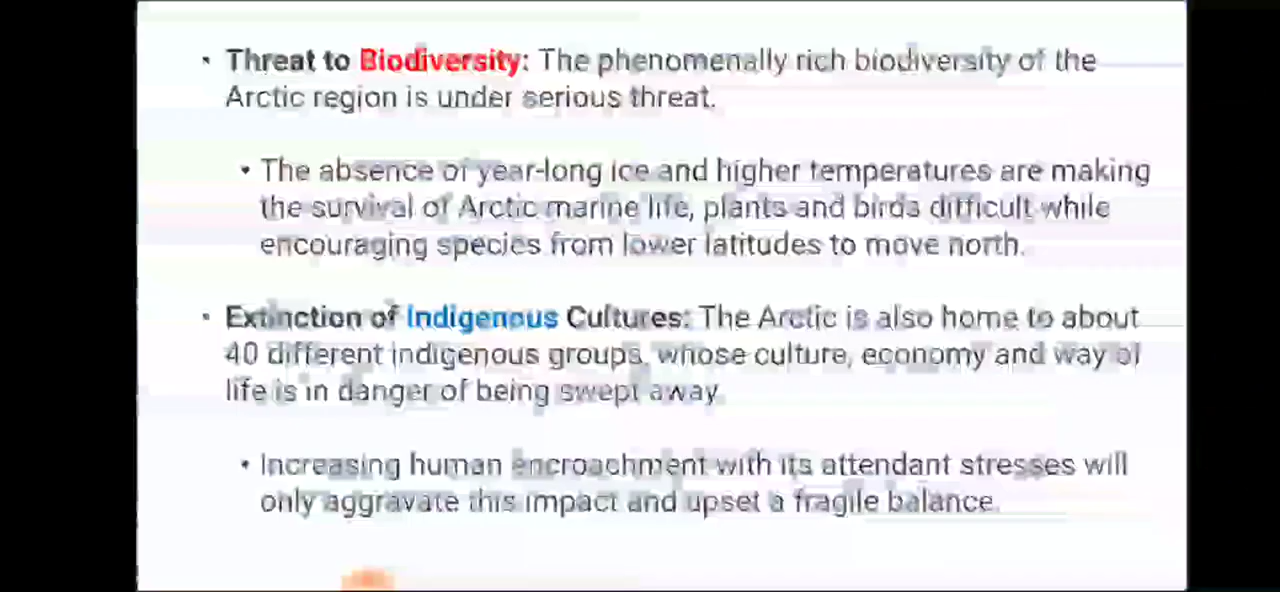 • Threat to Biodiversity: The phenomenally rich biodiversity of the
Arctic region is under serious threat.
• The absence of year-long ice and higher temperatures are making
the survival of Arctic marine life, plants and birds difficult while
encouraging species from lower latitudes to move north.
• Extinction of Indigenous Cultures: The Arctic is also home to about
40 different indigenous groups, whose culture, economy and way of
life is in danger of being swept away.
• Increasing human encroachment with its attendant stresses will
only aggravate this impact and upset a fragile balance.